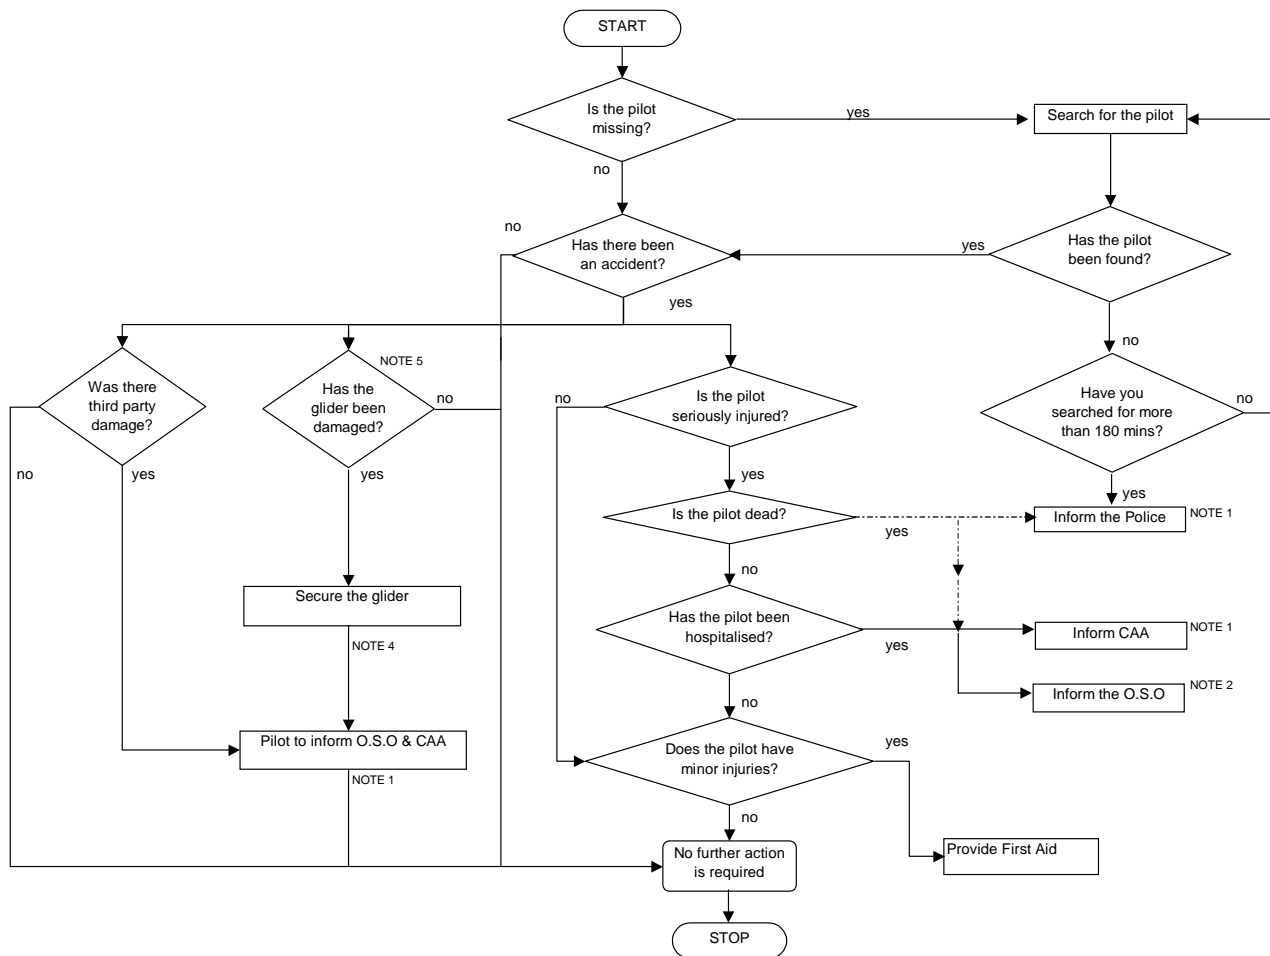 START
Is the pilot
missing?
yes
Search for the pilot
no
no
Has there been
an accident?
yes
Has the pilot
been found?
yes
no
NOTE 5
Was there
third party
damage?
Has the
glider been
damaged?
no
no
Is the pilot
seriously injured?
Have you
searched for more
than 180 mins?
no
no
yes
yes
yes
yes
Is the pilot dead?
yes
Inform the Police
NOTE 1
no
Secure the glider
Has the pilot been
hospitalised?
yes
Inform CAA
NOTE 1
NOTE 4
Inform the O.S.O
NOTE 2
no
Pilot to inform O.S.O & CAA
Does the pilot have
minor injuries?
yes
NOTE 1
no
No further action
is required
Provide First Aid
STOP